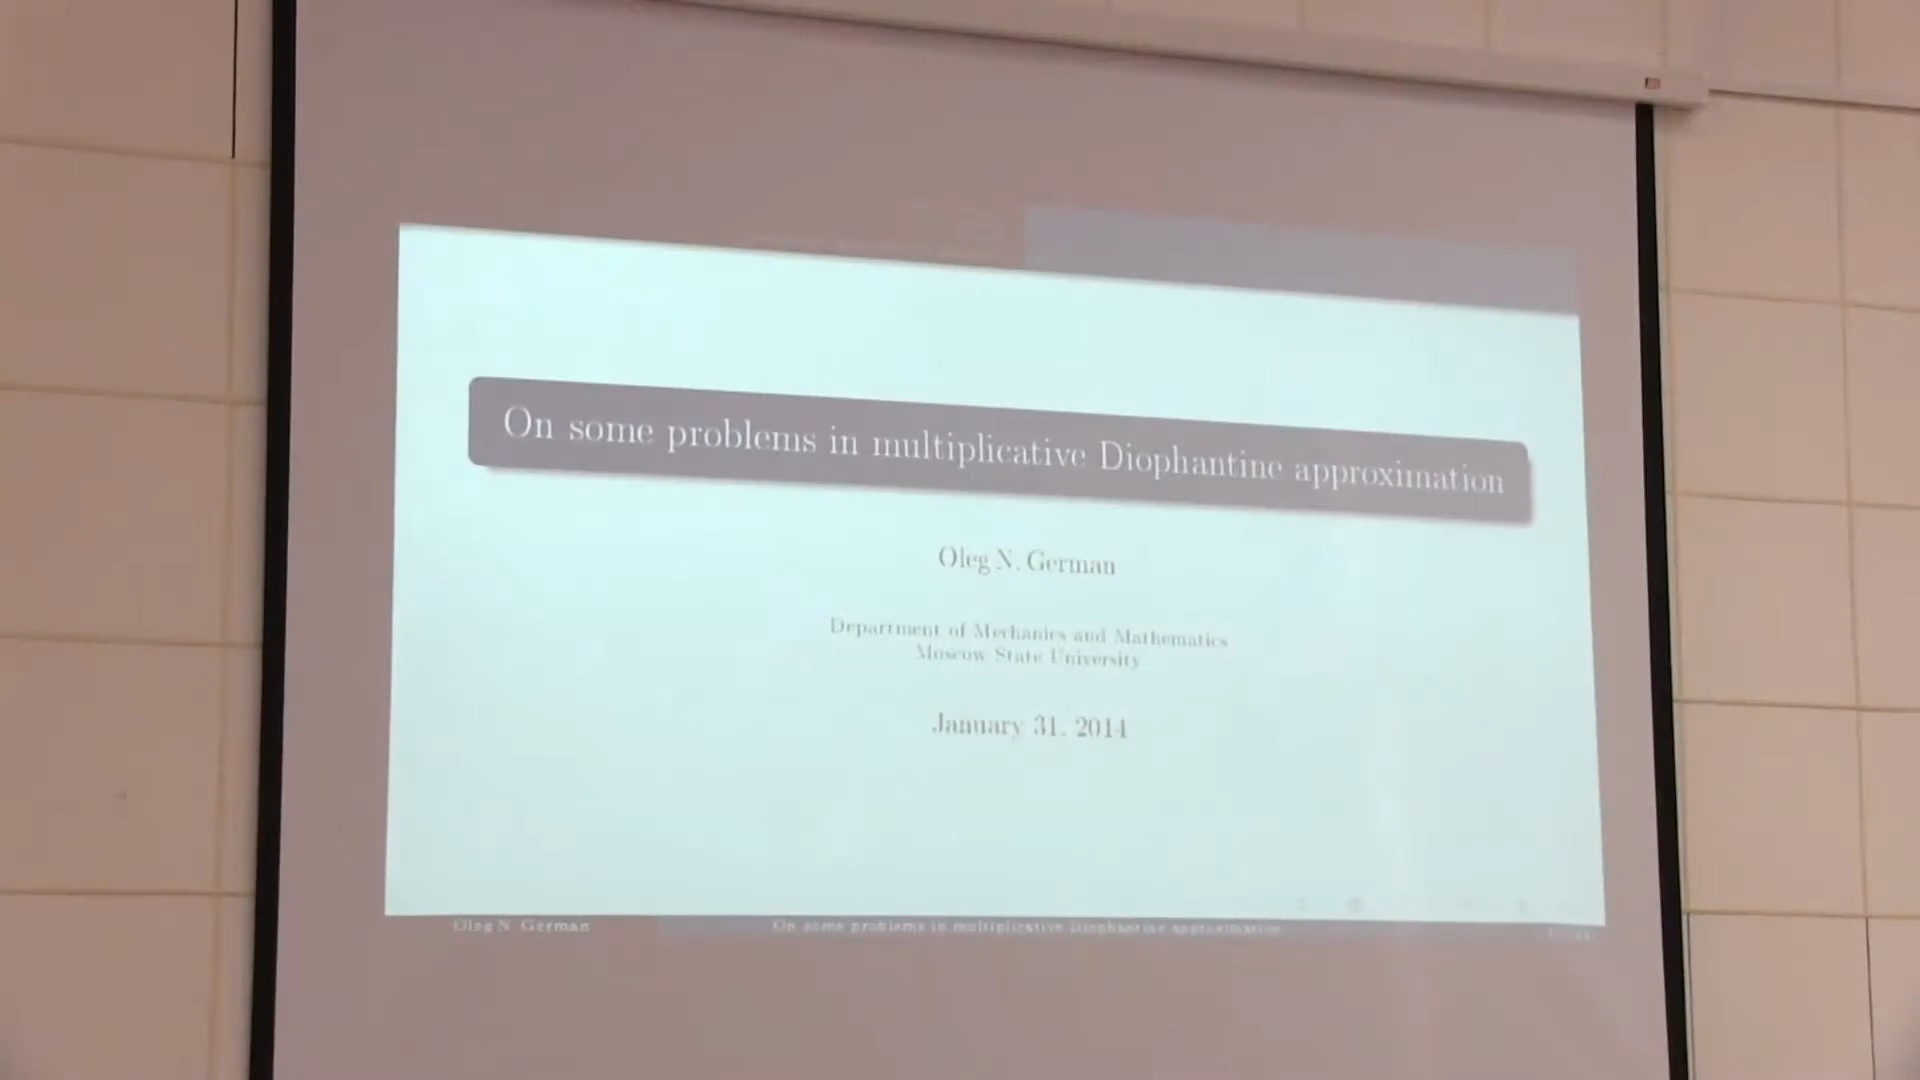 On some problems in multiplicative Diophantine approximation
Oleg N. German
Department of Mechanics and Mathematics
Moscow State University
January 31, 2014
Oleg N. German
On some problems in multiplicative Diophantine approximation